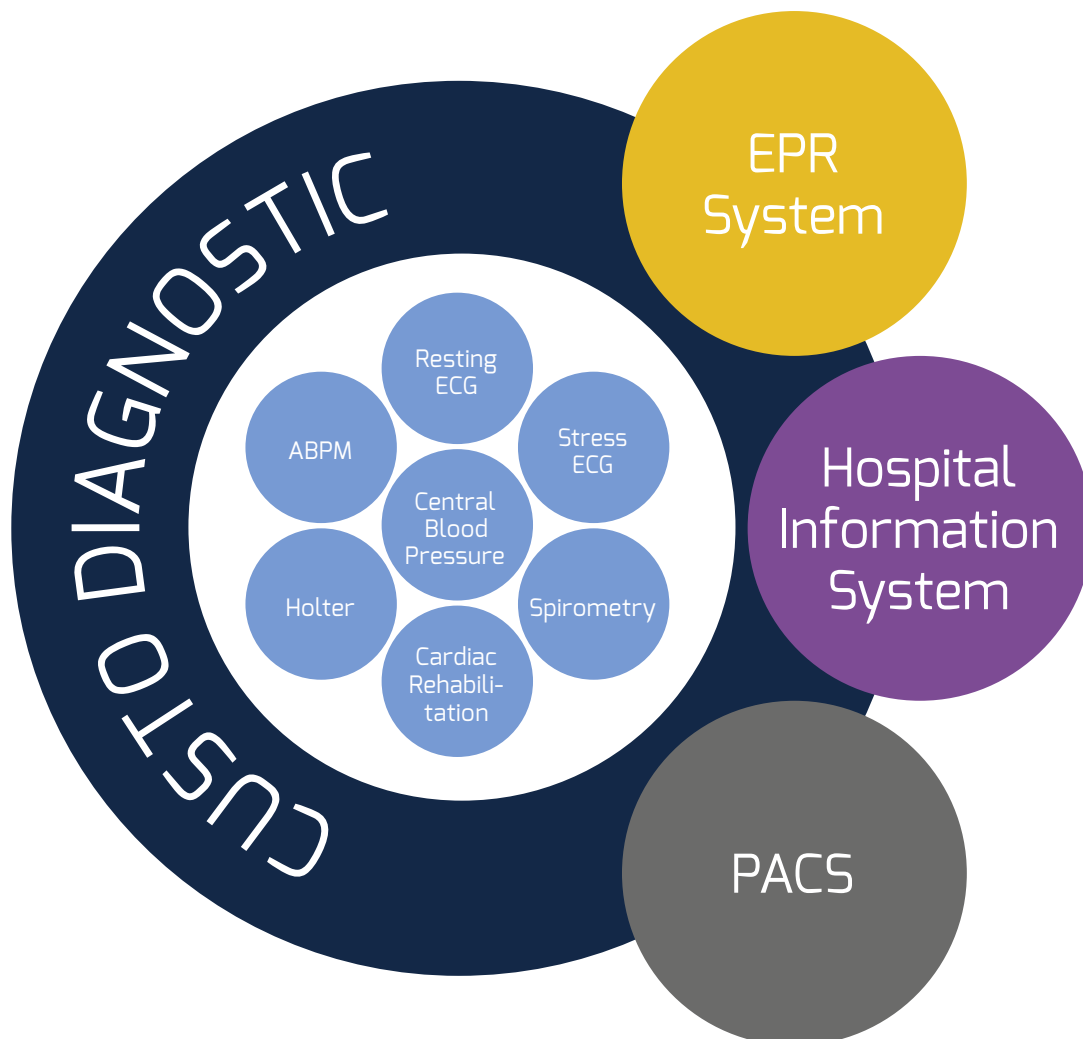 CUSTO DIAGNOSTIC
EPR
System
Hospital
Information
System
PACS
Resting
ECG
ABPM
Stress
ECG
Central
Blood
Pressure
Holter
Spirometry
Cardiac
Rehabili-
tation